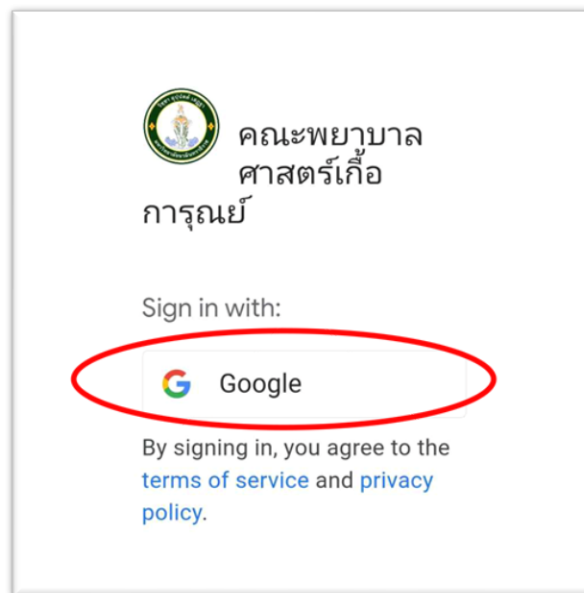 คณะพยาบาล
ศาสตร์เกื้อ
การุณย์
Sign in with:
Google
By signing in, you agree to the
terms of service and privacy
policy.